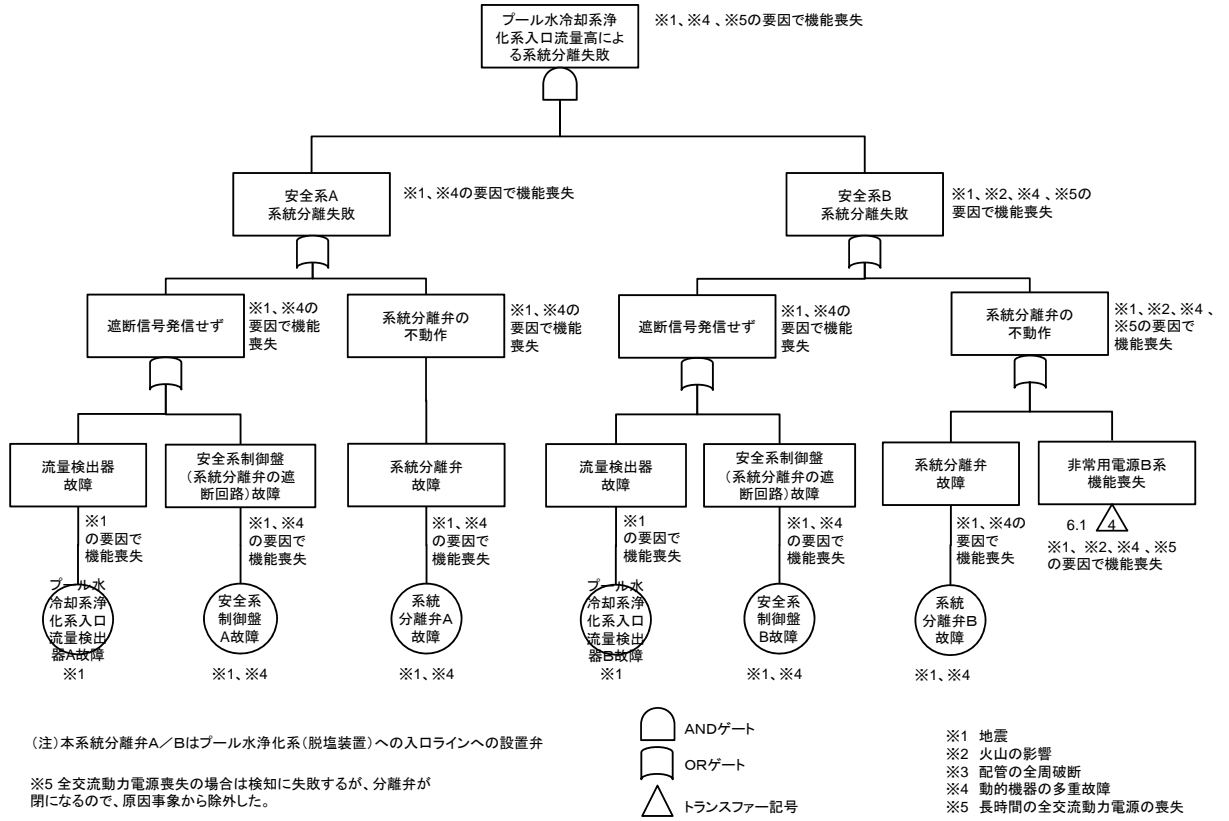 プール水冷却系浄
化系入口流量高によ
る系統分離失敗
※1、※4 、※5の要因で機能喪失
安全系A
系統分離失敗
※1、※4の要因で機能喪失
安全系B
系統分離失敗
※1、※2、※4 、※5の
要因で機能喪失
遮断信号発信せず
※1、※4の
要因で機能
喪失
系統分離弁の
不動作
※1、※4の
要因で機能
喪失
遮断信号発信せず
※1、※4の
要因で機能
喪失
系統分離弁の
不動作
※1、※2、※4 、
※5の要因で
機能喪失
流量検出器
故障
安全系制御盤
(系統分離弁の遮
断回路)故障
系統分離弁
故障
流量検出器
故障
安全系制御盤
(系統分離弁の遮
断回路)故障
系統分離弁
故障
非常用電源B系
機能喪失
※1
の要因で
機能喪失
※1、※4
の要因で
機能喪失
※1、※4
の要因で
機能喪失
※1
の要因で
機能喪失
※1、※4
の要因で
機能喪失
※1、※4の
要因で機能
喪失
6.1 4
※1、※2、※4 、※5
の要因で機能喪失
プール水
冷却系浄
化系入口
流量検出
器A故障
安全系
制御盤
A故障
系統
分離弁A
故障
プール水
冷却系浄
化系入口
流量検出
器B故障
安全系
制御盤
B故障
系統
分離弁B
故障
※1
※1、※4
※1、※4
※1
※1、※4
※1、※4
(注)本系統分離弁A/Bはプール水浄化系(脱塩装置)への入口ラインへの設置弁
※5 全交流動力電源喪失の場合は検知に失敗するが、分離弁が
閉になるので、原因事象から除外した。
ANDゲート
ORゲート
トランスファー記号
※1 地震
※2 火山の影響
※3 配管の全周破断
※4 動的機器の多重故障
※5 長時間の全交流動力電源の喪失